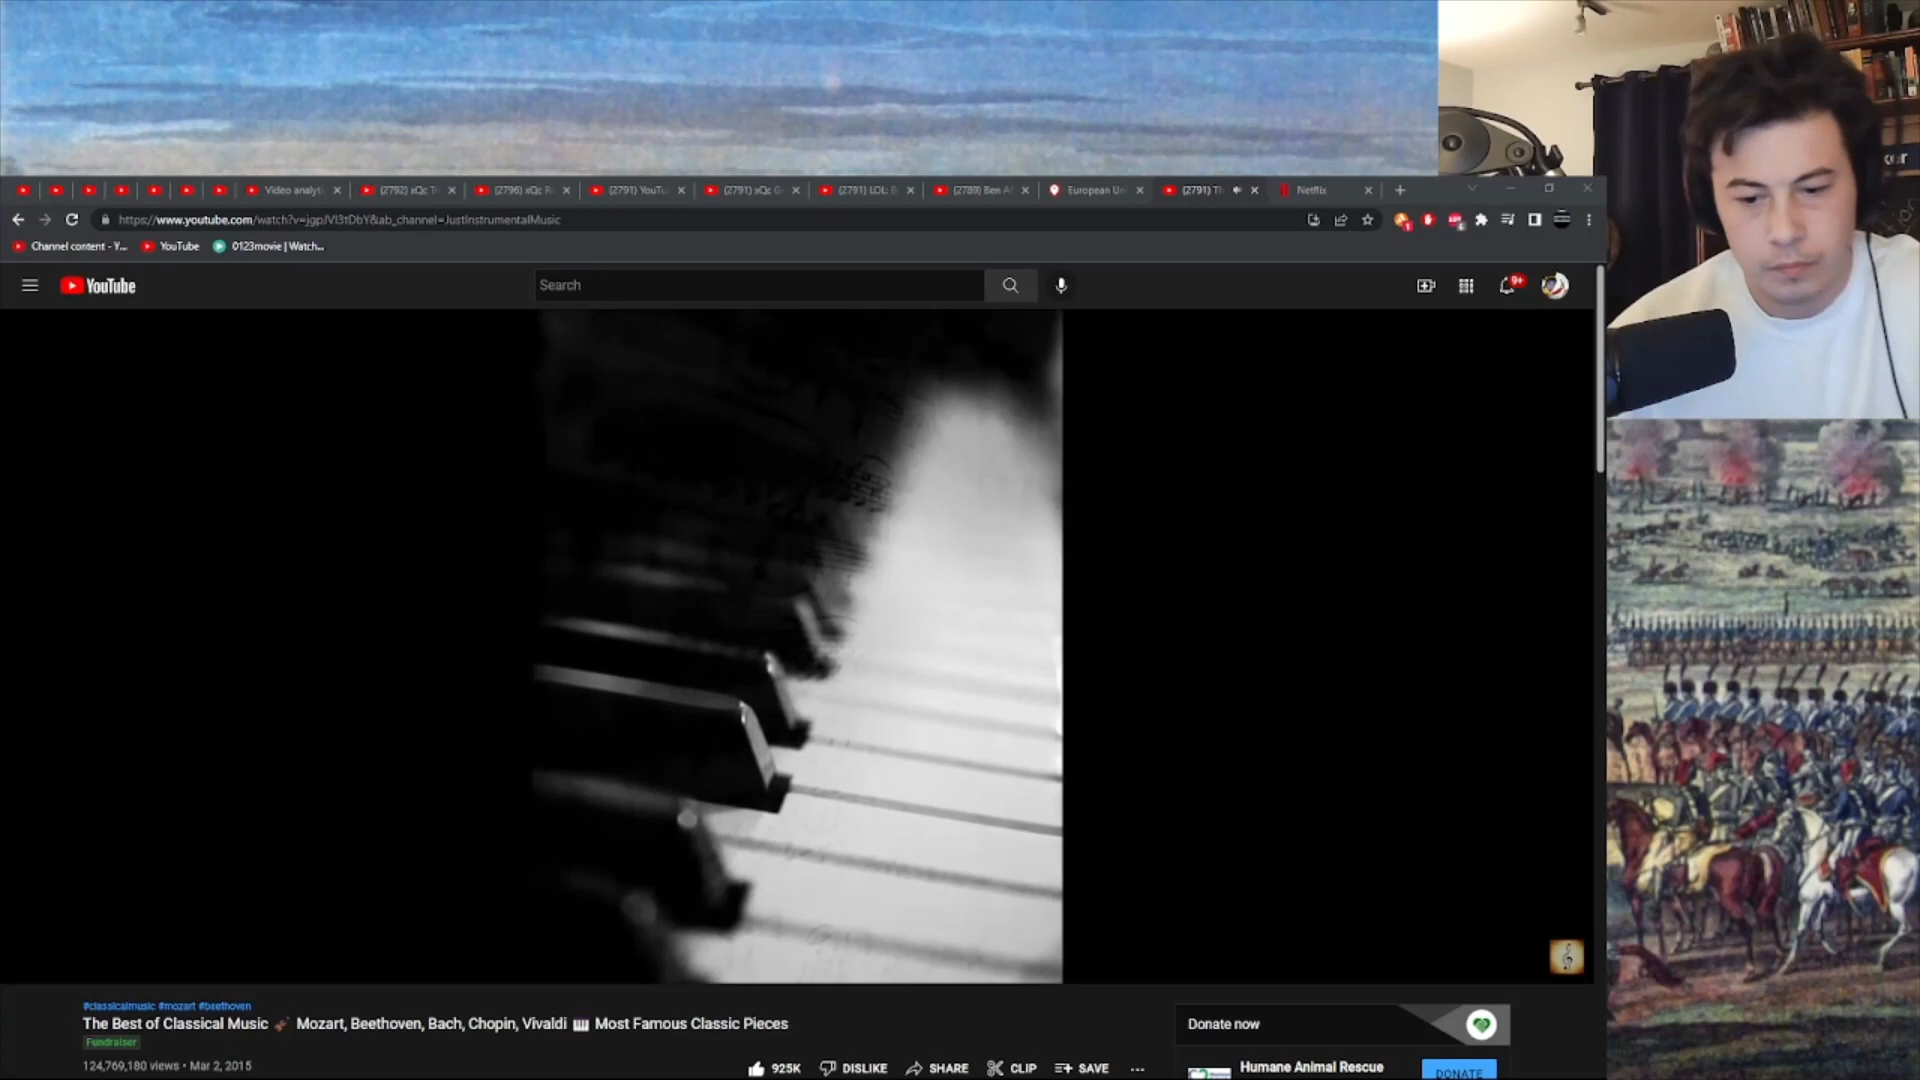 Video analyti
(2792) xQc T
(2796) xQc R
(2791) YouTu
(2791) xQc G
(2791) LOL: B
(2789) Ben A
European Un
(2791) Th
Netflix
https://www.youtube.com/watch?v=jgpJVI3tDbY&ab_channel=JustInstrumentalMusic
Channel content - Y...
YouTube
0123movie | Watch...
YouTube
Search
9+
#classicalmusic #mozart #beethoven
The Best of Classical Music 🎻 Mozart, Beethoven, Bach, Chopin, Vivaldi 🎹 Most Famous Classic Pieces
Fundraiser
124,769,180 views • Mar 2, 2015
925K
DISLIKE
SHARE
CLIP
SAVE
Donate now
Humane Animal Rescue
DONATE